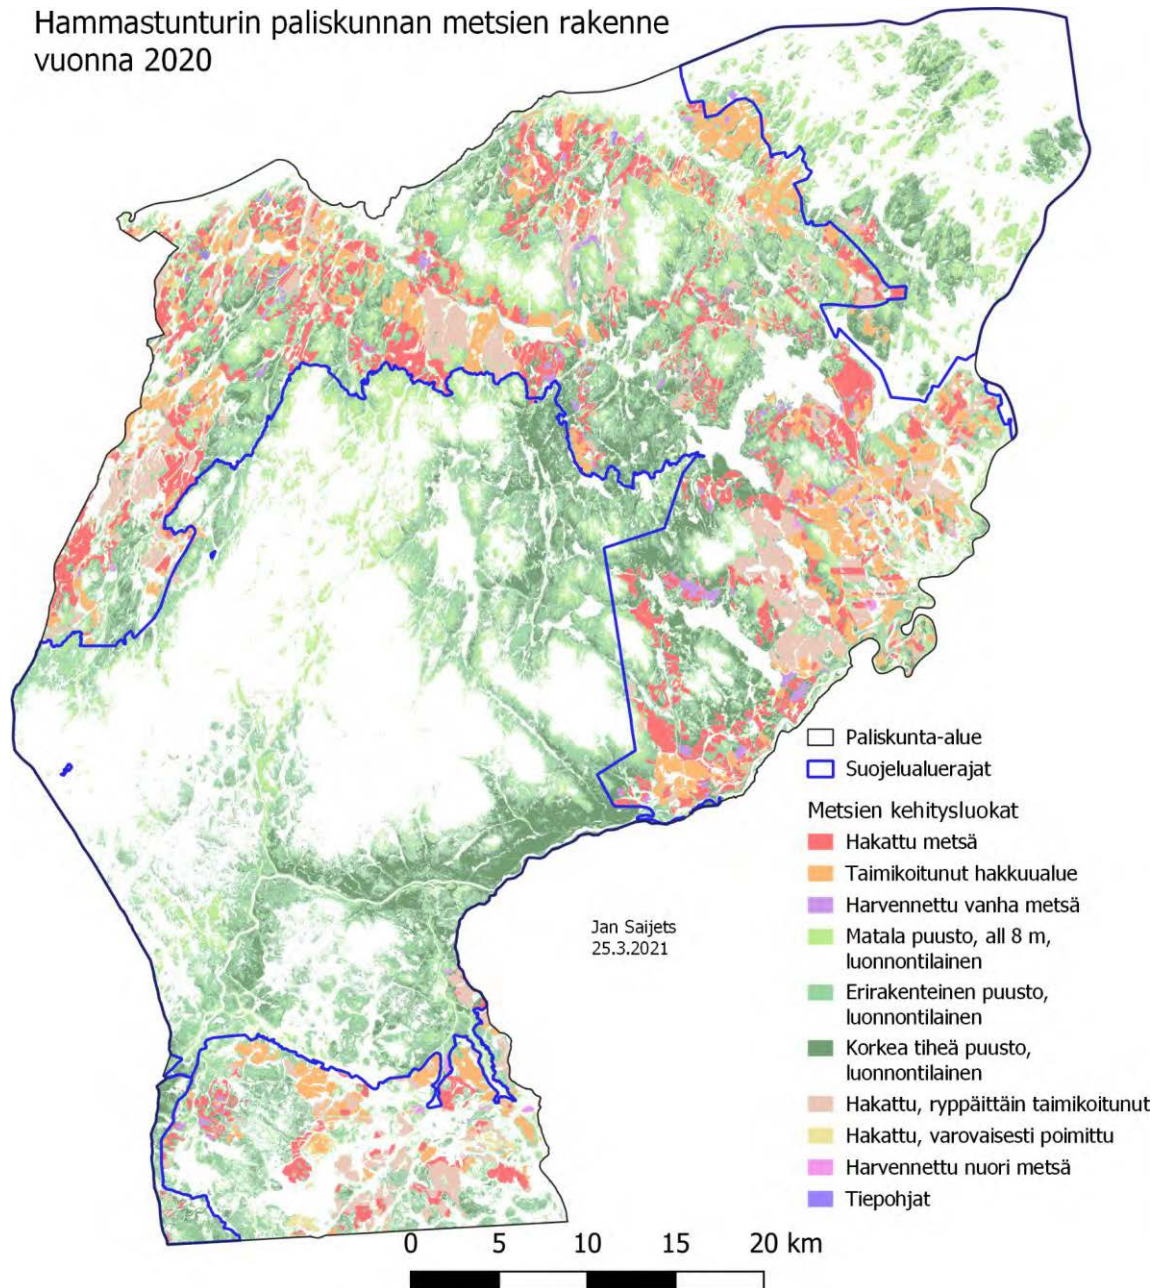 Hammastunturin paliskunnan metsien rakenne
vuonna 2020
Paliskunta-alue
Suojelualuerajat
Metsien kehitysluokat
Hakattu metsä
Taimikoitunut hakkuualue
Harvennettu vanha metsä
Matala puusto, all 8 m,
luonnontilainen
Erirakenteinen puusto,
luonnontilainen
Korkea tiheä puusto,
luonnontilainen
Hakattu, ryppäittäin taimikoitunut
Hakattu, varovaisesti poimittu
Harvennettu nuori metsä
Tiepohjat
Jan Saijets
25.3.2021
0 5 10 15 20 km